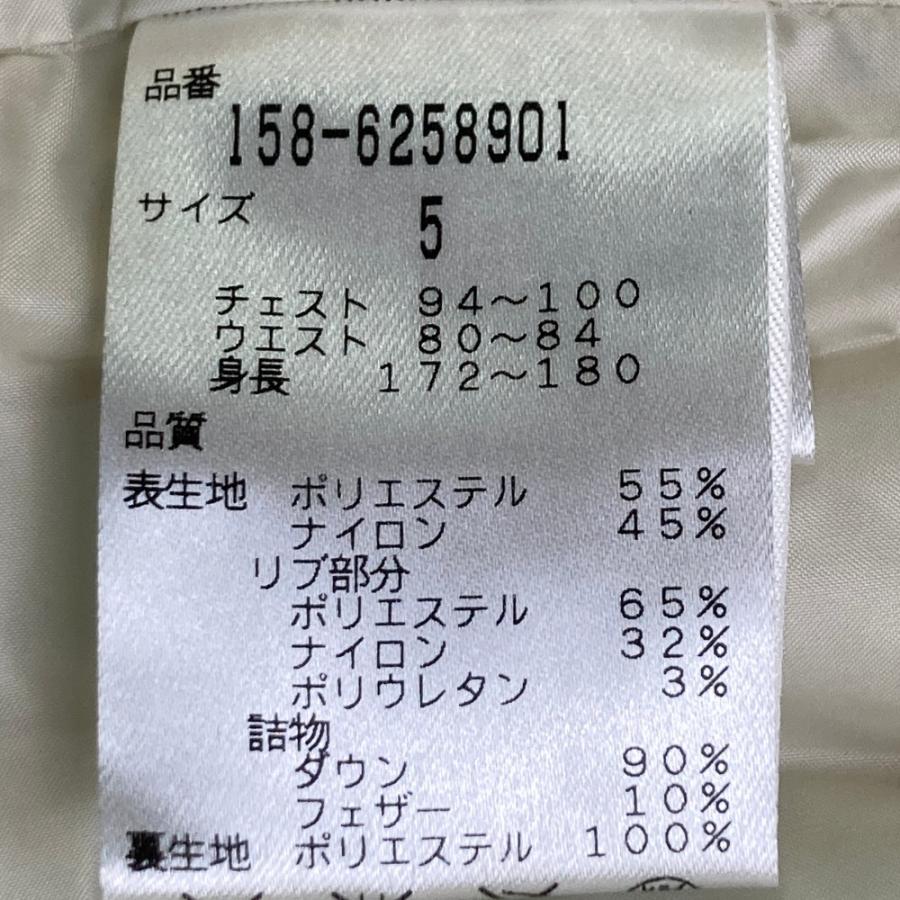 品番
158-6258901
サイズ 5
チェスト 94～100
ウエスト 80～84
身長 172～180
品質
表生地 ポリエステル 55%
ナイロン 45%
リブ部分
ポリエステル 65%
ナイロン 32%
ポリウレタン 3%
詰物
ダウン 90%
フェザー 10%
裏生地 ポリエステル 100%